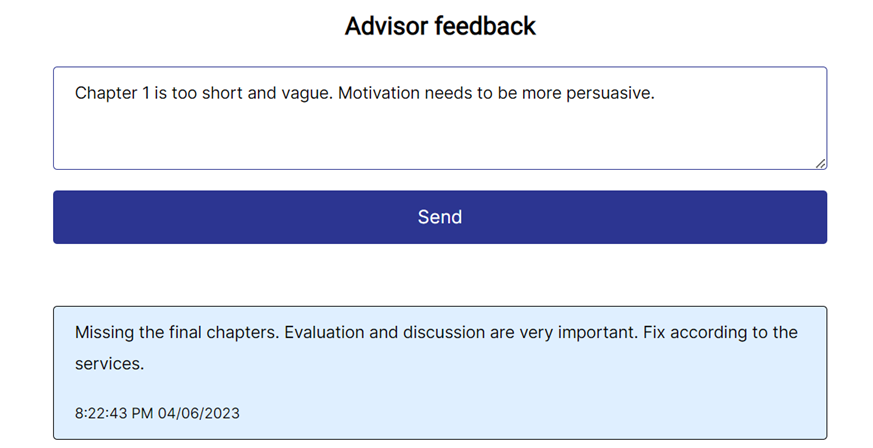 Advisor feedback
Chapter 1 is too short and vague. Motivation needs to be more persuasive.
Send
Missing the final chapters. Evaluation and discussion are very important. Fix according to the
services.
8:22:43 PM 04/06/2023